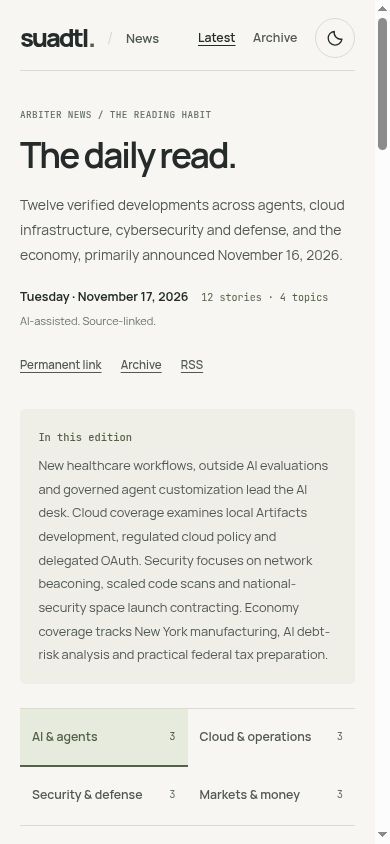 suadtl. / News Latest Archive
ARBITER NEWS / THE READING HABIT
The daily read.
Twelve verified developments across agents, cloud
infrastructure, cybersecurity and defense, and the
economy, primarily announced November 16, 2026.
Tuesday · November 17, 2026 12 stories · 4 topics
AI-assisted. Source-linked.
Permanent link Archive RSS
In this edition
New healthcare workflows, outside AI evaluations
and governed agent customization lead the AI
desk. Cloud coverage examines local Artifacts
development, regulated cloud policy and
delegated OAuth. Security focuses on network
beaconing, scaled code scans and national-
security space launch contracting. Economy
coverage tracks New York manufacturing, AI debt-
risk analysis and practical federal tax preparation.
AI & agents 3 Cloud & operations 3
Security & defense 3 Markets & money 3